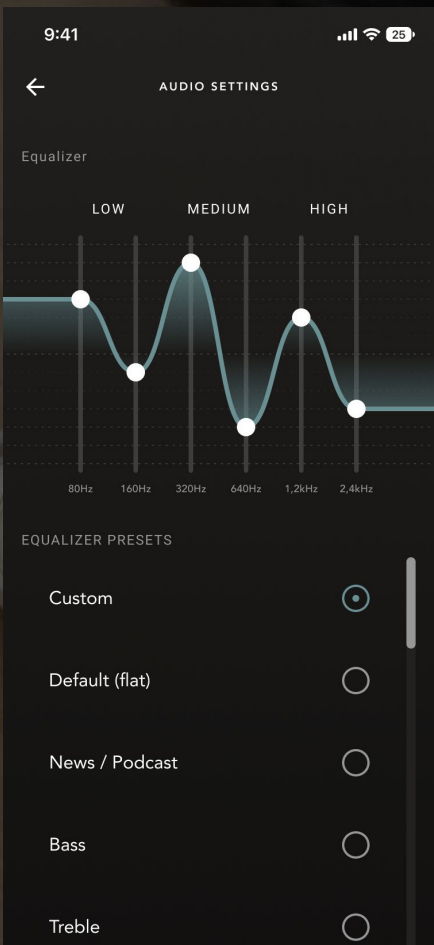 9:41
25
AUDIO SETTINGS
Equalizer
LOW MEDIUM HIGH
80Hz 160Hz 320Hz 640Hz 1,2kHz 2,4kHz
EQUALIZER PRESETS
Custom
Default (flat)
News / Podcast
Bass
Treble